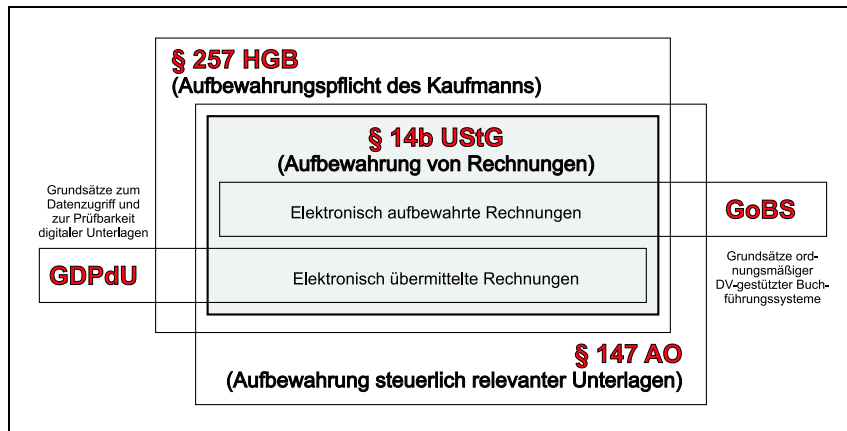 § 257 HGB
(Aufbewahrungspflicht des Kaufmanns)
§ 14b UStG
(Aufbewahrung von Rechnungen)
Grundsätze zum
Datenzugriff und
zur Prüfbarkeit
digitaler Unterlagen
Elektronisch aufbewahrte Rechnungen
GoBS
GDPdU
Elektronisch übermittelte Rechnungen
Grundsätze ord-
nungsmäßiger
DV-gestützter Buch-
führungssysteme
§ 147 AO
(Aufbewahrung steuerlich relevanter Unterlagen)